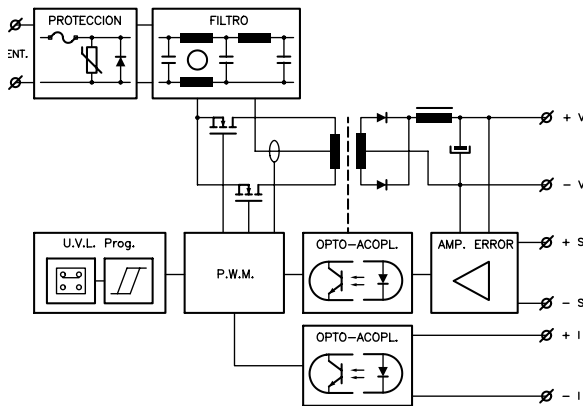 PROTECCION
FILTRO
ENT.
+ V
- V
U.V.L. Prog.
P.W.M.
OPTO-ACOPL.
AMP. ERROR
+ S
- S
OPTO-ACOPL.
+ I
- I